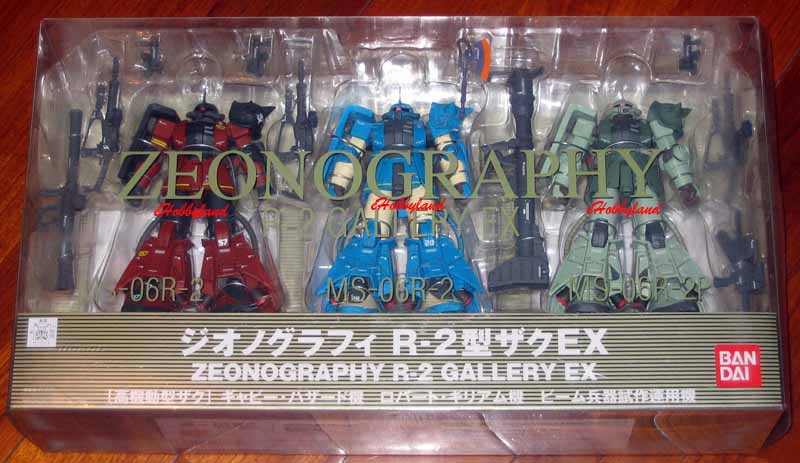 ZEONOGRAPHY
R-2 GALLERY EX
eHobbyland eHobbyland eHobbyland
57 20
-06R-2 MS-06R-2 MS-06R-2P
ジオノグラフィ R-2型ザクEX
ZEONOGRAPHY R-2 GALLERY EX
[高機動型ザク] ギャビー・ハザード機 ロバート・ギリアム機 ビーム兵器試作運用機
BAN
DAI